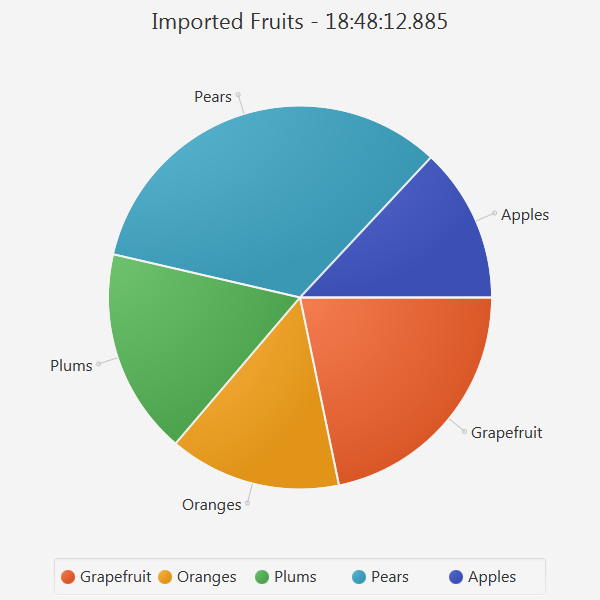 Imported Fruits - 18:48:12.885
Pears
Apples
Plums
Grapefruit
Oranges
Grapefruit Oranges Plums Pears Apples